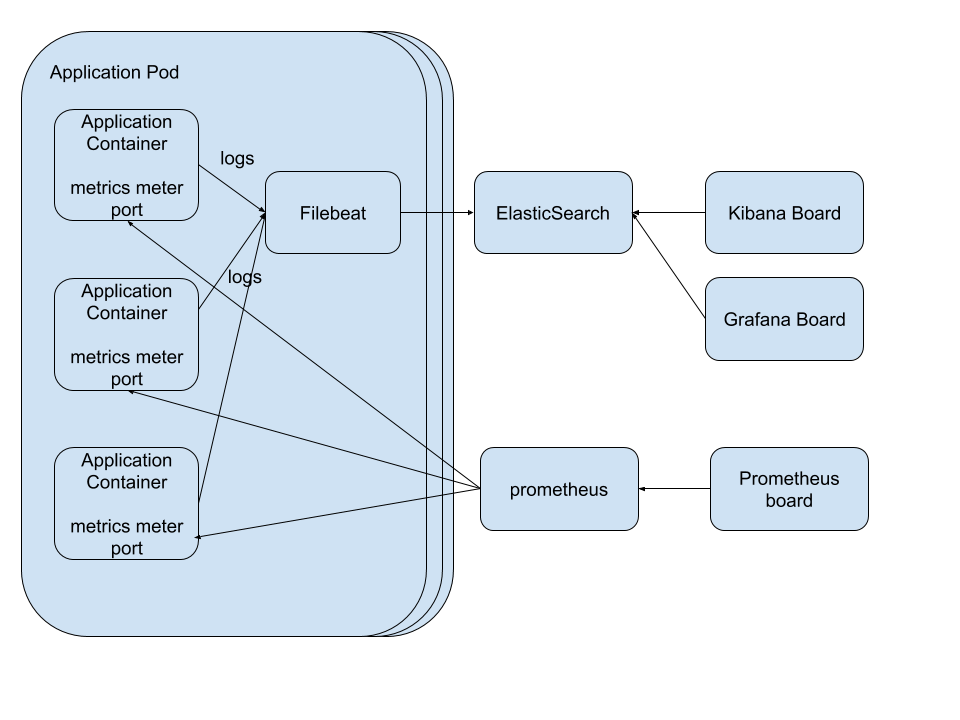 Application Pod
Application
Container
metrics meter
port
logs
Filebeat
ElasticSearch
Kibana Board
logs
Application
Container
metrics meter
port
Grafana Board
Application
Container
metrics meter
port
prometheus
Prometheus
board